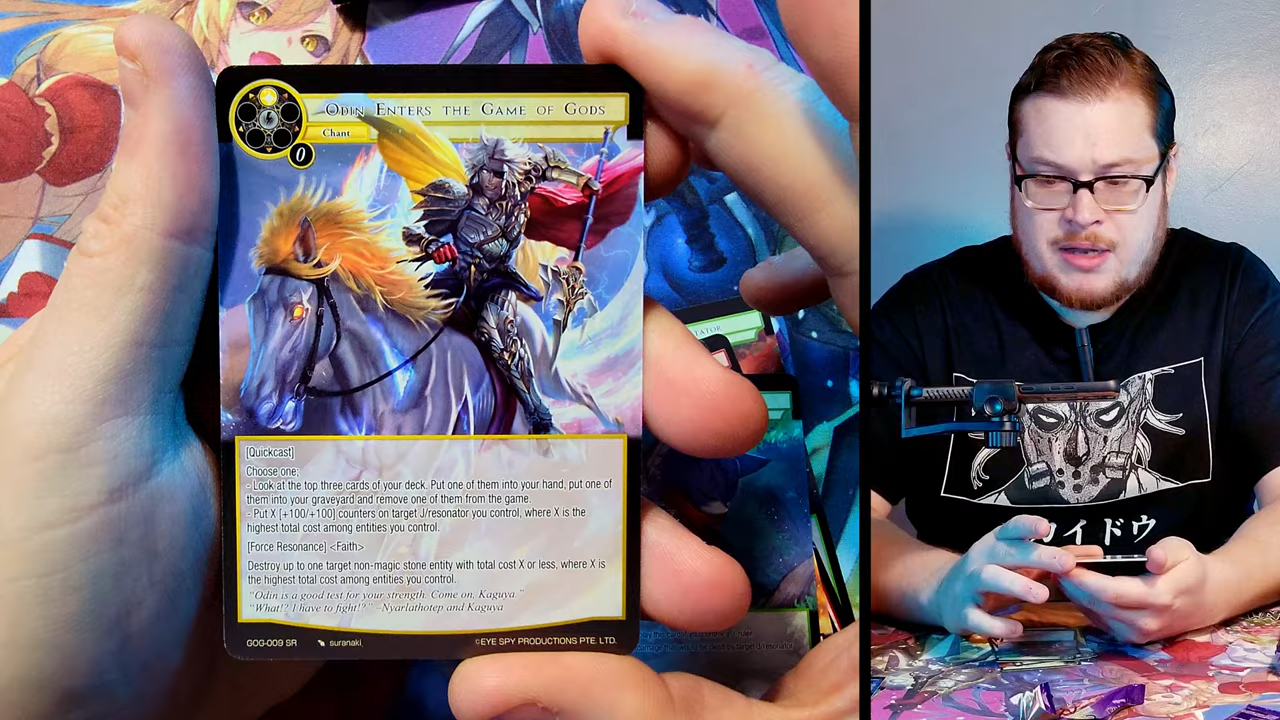 Odin Enters the Game of Gods
Chant
0
[Quickcast]
Choose one;
- Look at the top three cards of your deck. Put one of them into your hand, put one of
them into your graveyard and remove one of them from the game.
- Put X [+100/+100] counters on target J/resonator you control, where X is the
highest total cost among entities you control.
[Force Resonance] <Faith>
Destroy up to one target non-magic stone entity with total cost X or less, where X is
the highest total cost among entities you control.
"Odin is a good test for your strength. Come on, Kaguya."
"What!? I have to fight!?" -Nyarlathotep and Kaguya
GOG-009 SR suranaki ©EYE SPY PRODUCTIONS PTE. LTD.
カイドウ